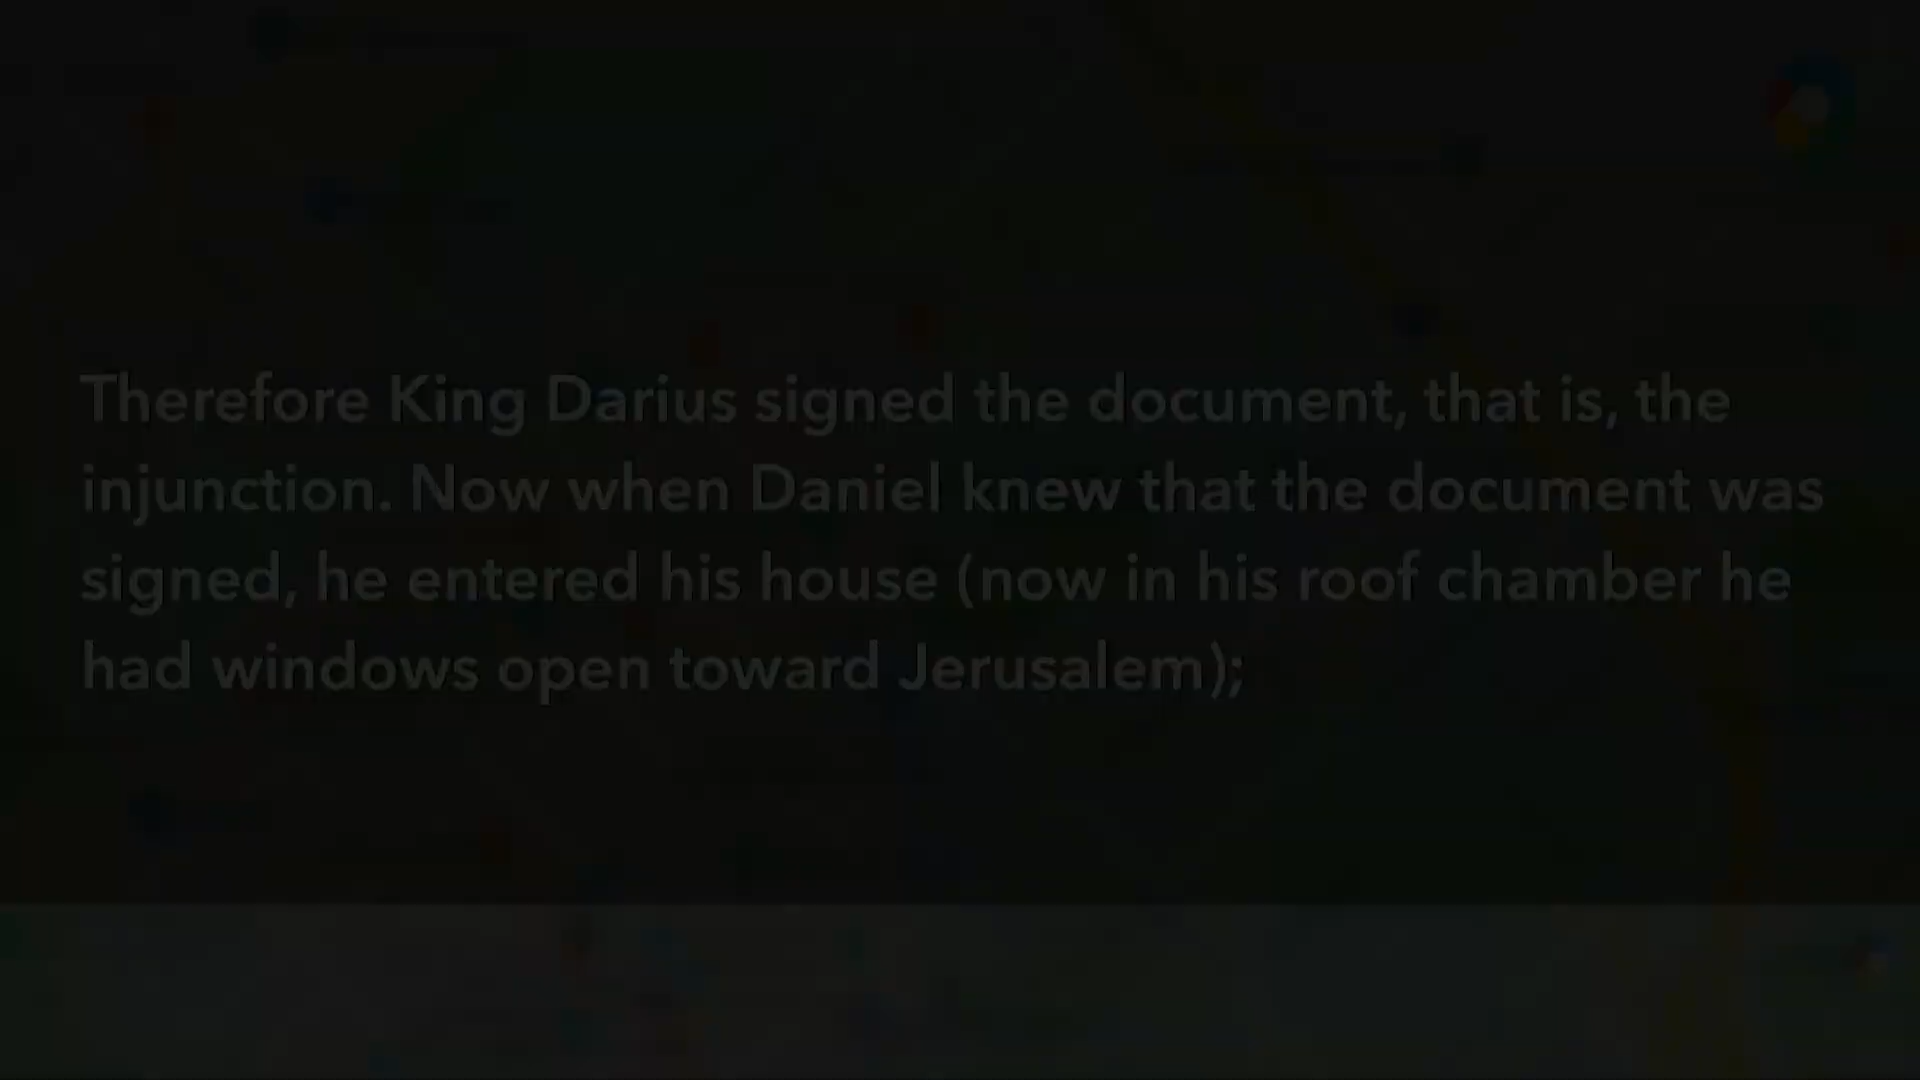 Therefore King Darius signed the document, that is, the
injunction. Now when Daniel knew that the document was
signed, he entered his house (now in his roof chamber he
had windows open toward Jerusalem);